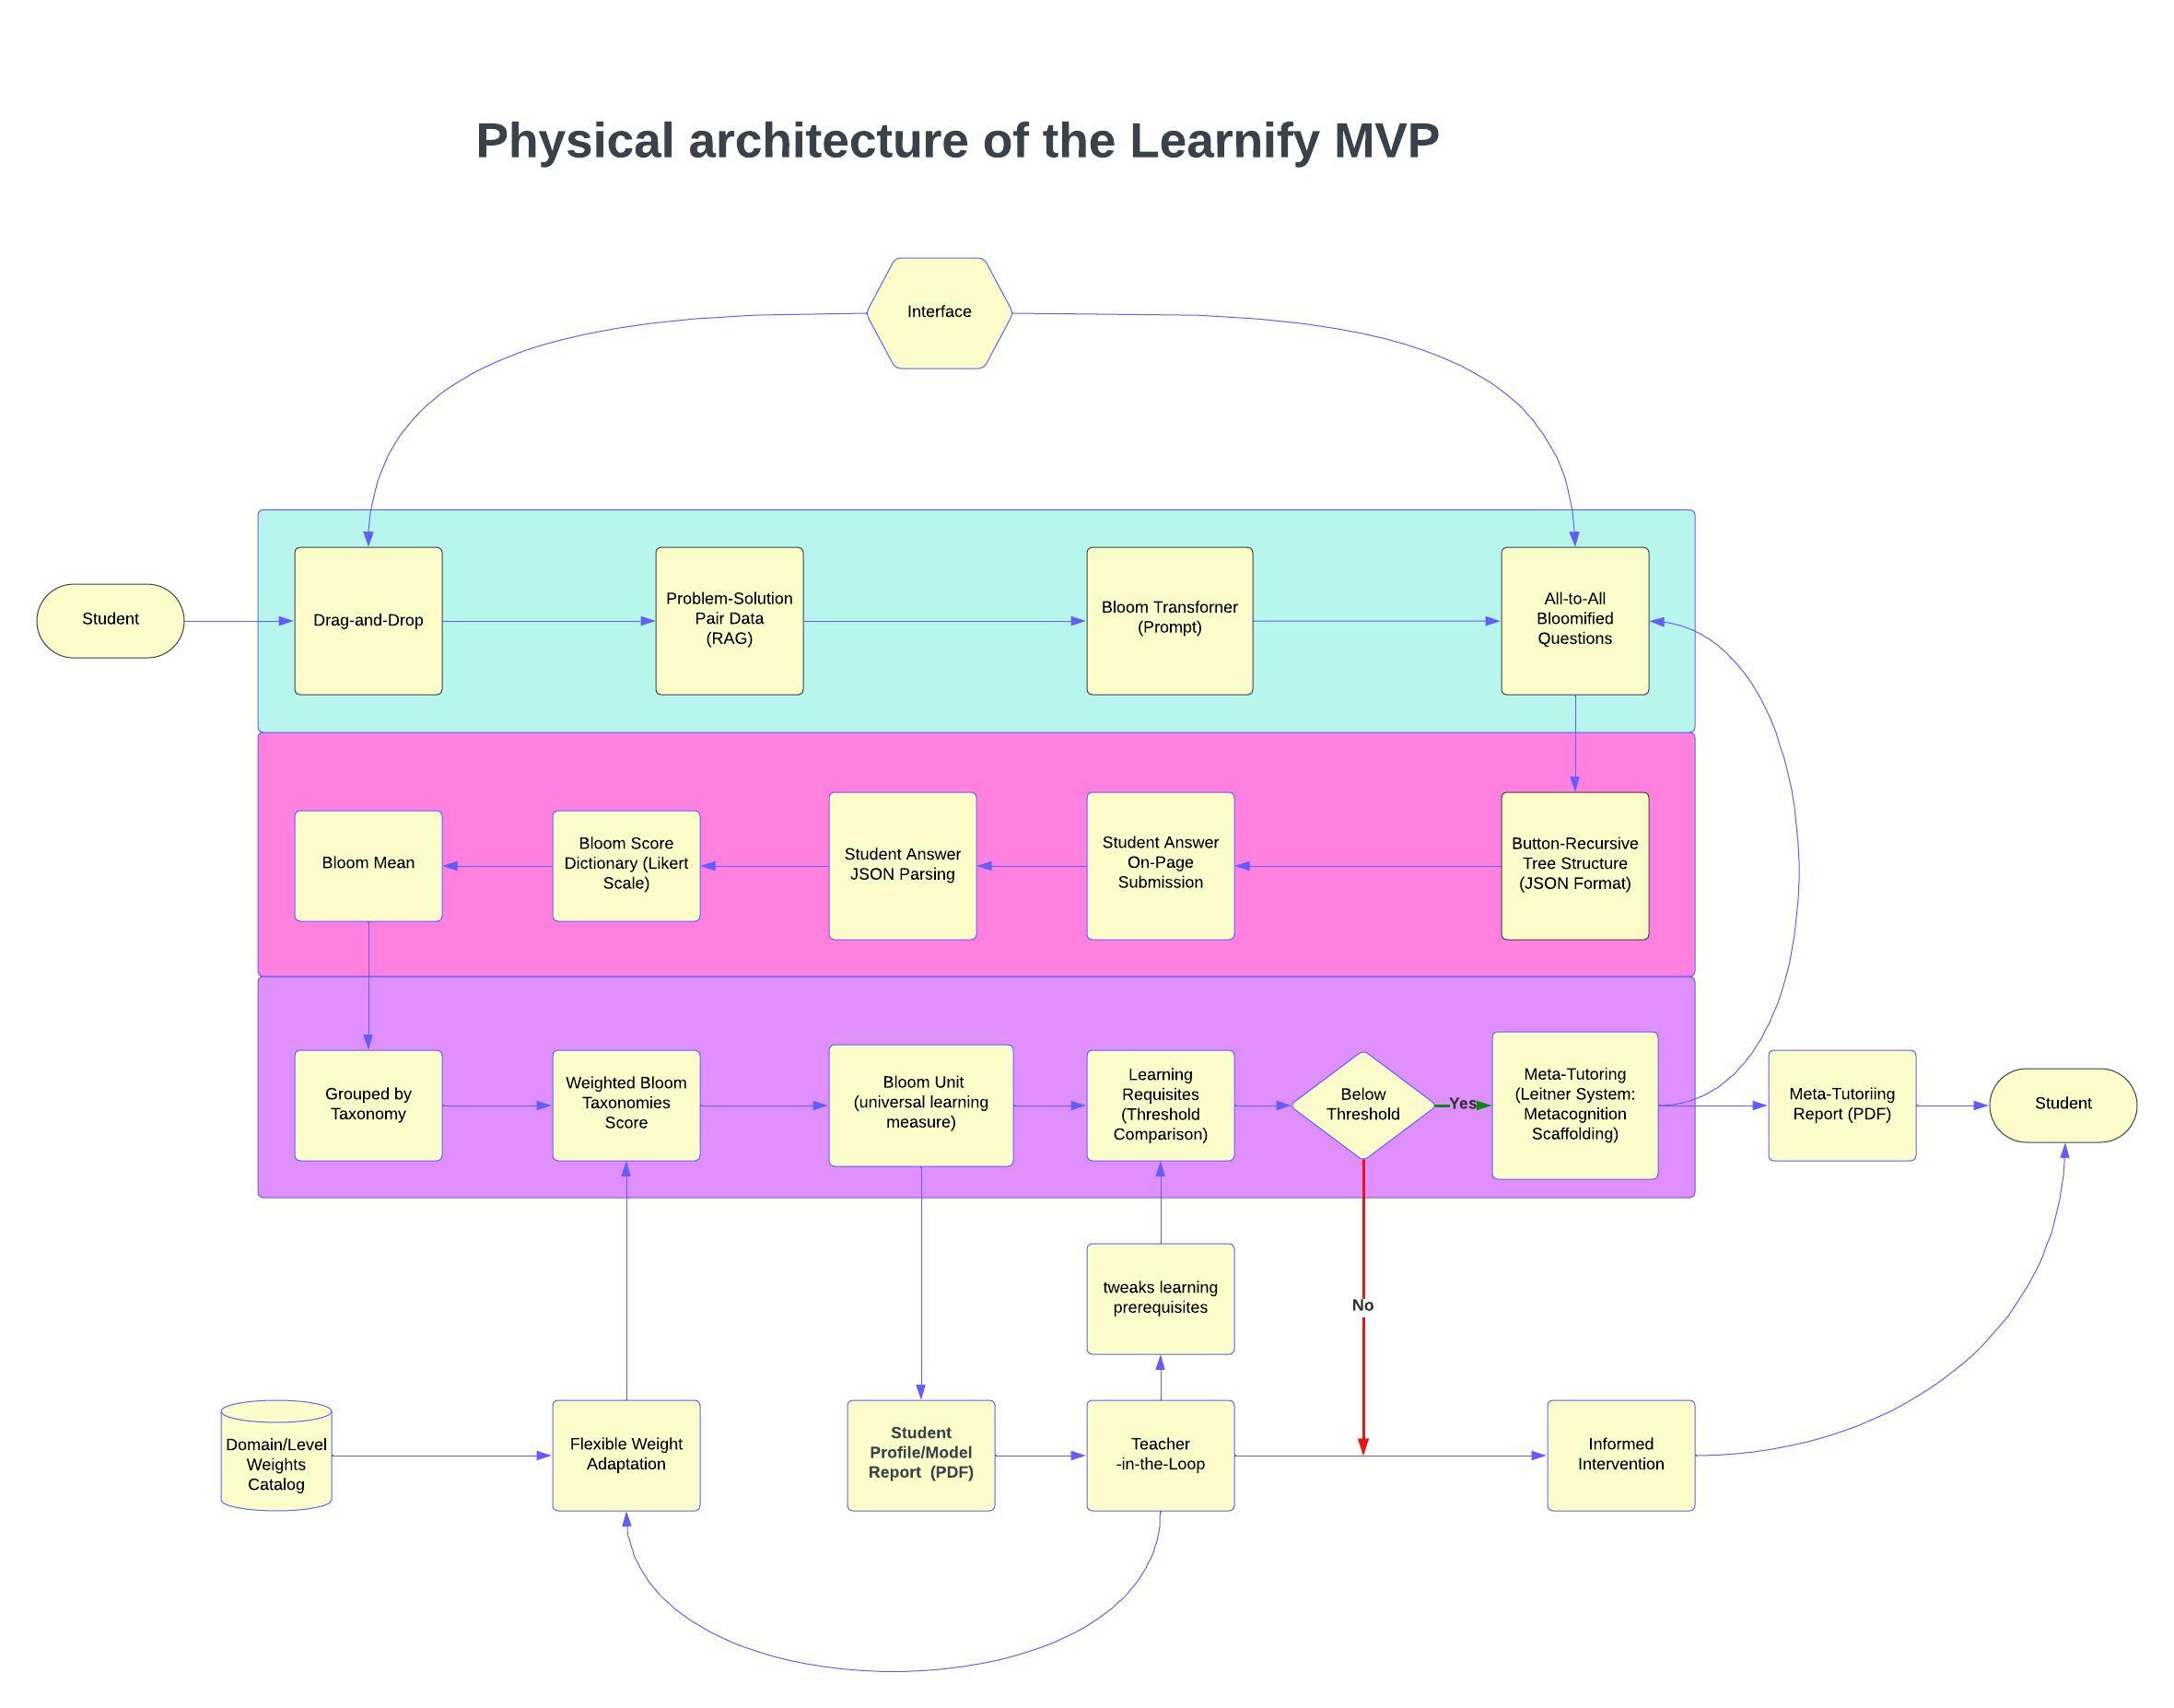 Physical architecture of the Learnify MVP
Interface
Student
Drag-and-Drop
Problem-Solution
Pair Data
(RAG)
Bloom Transforner
(Prompt)
All-to-All
Bloomified
Questions
Bloom Mean
Bloom Score
Dictionary (Likert
Scale)
Student Answer
JSON Parsing
Student Answer
On-Page
Submission
Button-Recursive
Tree Structure
(JSON Format)
Grouped by
Taxonomy
Weighted Bloom
Taxonomies
Score
Bloom Unit
(universal learning
measure)
Learning
Requisites
(Threshold
Comparison)
Below
Threshold
Yes
Meta-Tutoring
(Leitner System:
Metacognition
Scaffolding)
Meta-Tutoriing
Report (PDF)
Student
tweaks learning
prerequisites
No
Domain/Level
Weights
Catalog
Flexible Weight
Adaptation
Student
Profile/Model
Report (PDF)
Teacher
-in-the-Loop
Informed
Intervention